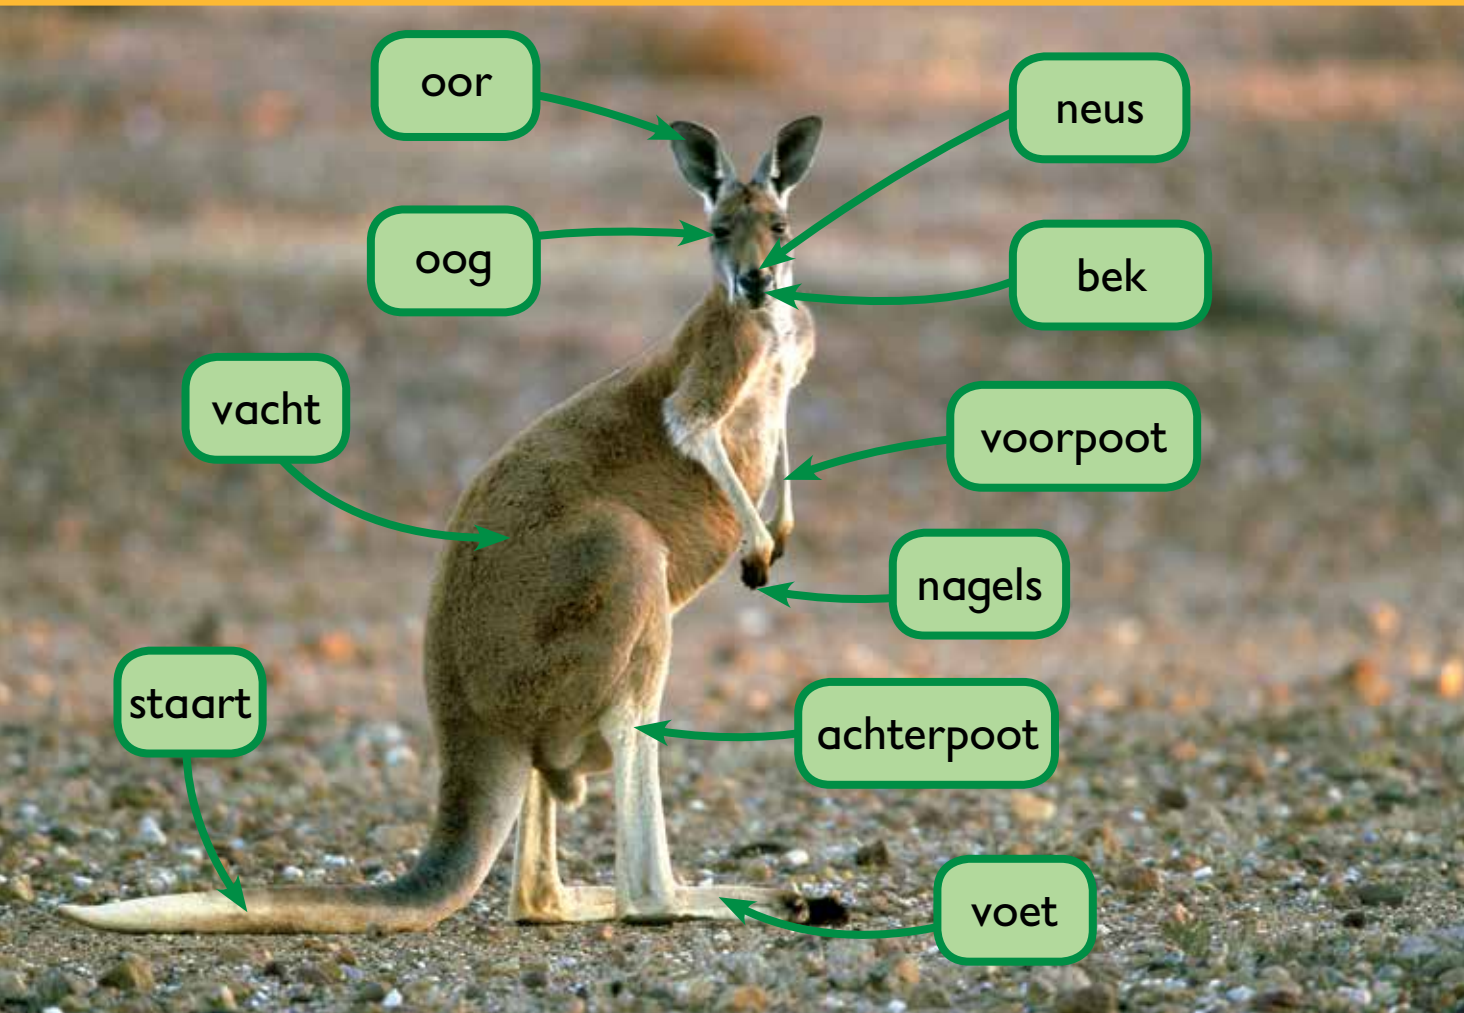 oor
neus
oog
bek
vacht
voorpoot
nagels
staart
achterpoot
voet